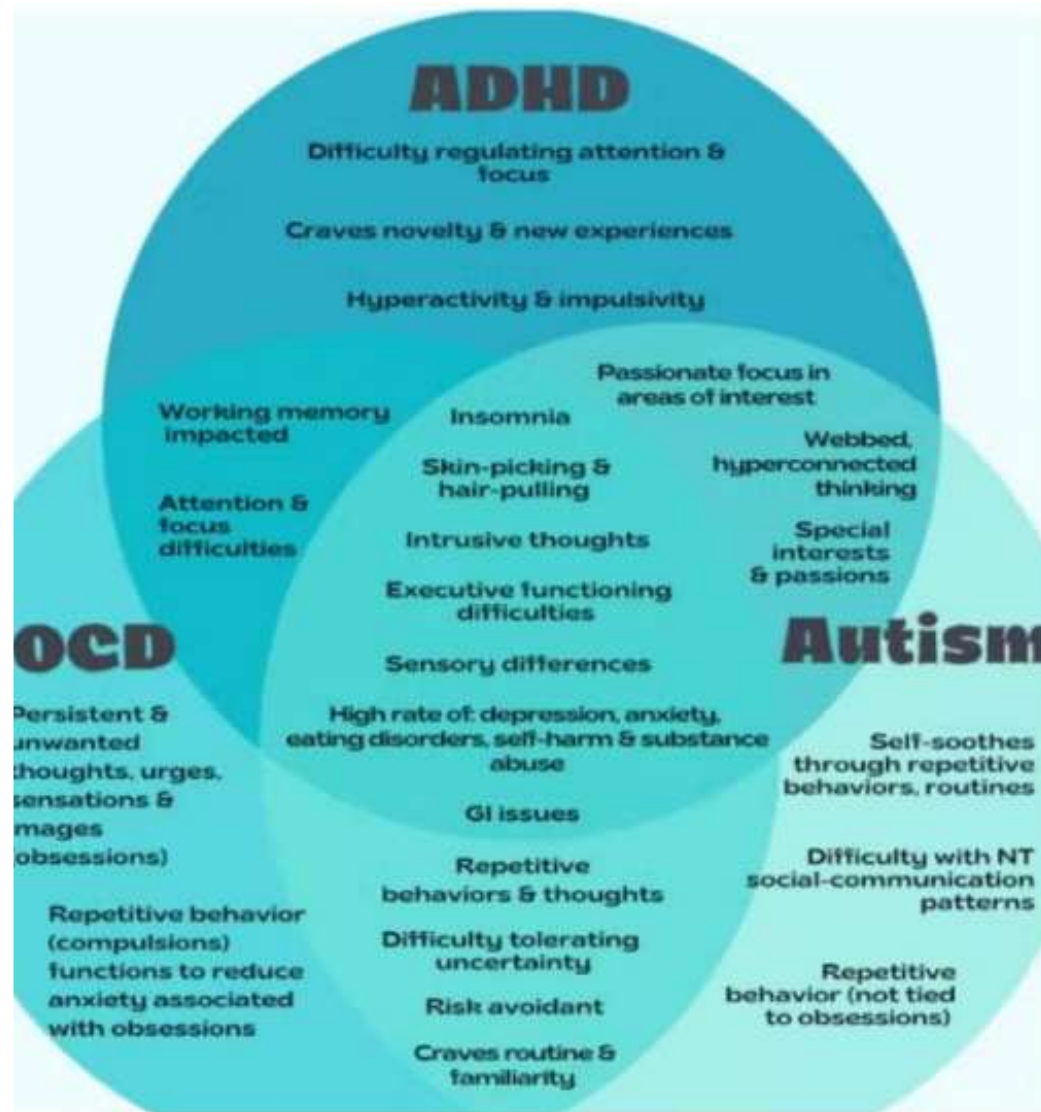 ADHD
Difficulty regulating attention &
focus
Craves novelty & new experiences
Hyperactivity & impulsivity
Passionate focus in
areas of interest
Working memory
impacted
Insomnia
Webbed,
hyperconnected
thinking
Skin-picking &
hair-pulling
Attention &
focus
difficulties
Intrusive thoughts
Special
interests
& passions
Executive functioning
difficulties
OCD
Autism
Sensory differences
Persistent &
unwanted
thoughts, urges,
sensations &
mages
obsessions)
High rate of: depression, anxiety,
eating disorders, self-harm & substance
abuse
Self-soothes
through repetitive
behaviors, routines
GI issues
Repetitive
behaviors & thoughts
Difficulty with NT
social-communication
patterns
Repetitive behavior
(compulsions)
functions to reduce
anxiety associated
with obsessions
Difficulty tolerating
uncertainty
Risk avoidant
Repetitive
behavior (not tied
to obsessions)
Craves routine &
familiarity